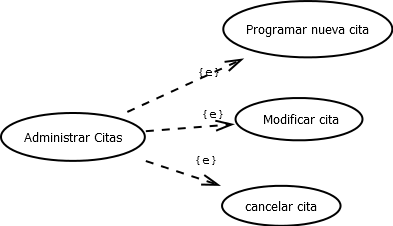 Programar nueva cita
{e}
{e}
Modificar cita
Administrar Citas
{e}
cancelar cita